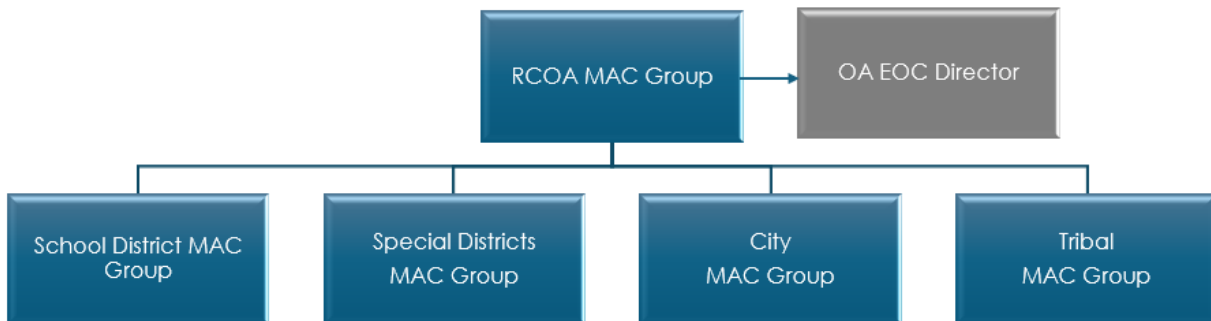 RCOA MAC Group
OA EOC Director
School District MAC
Group
Special Districts
MAC Group
City
MAC Group
Tribal
MAC Group